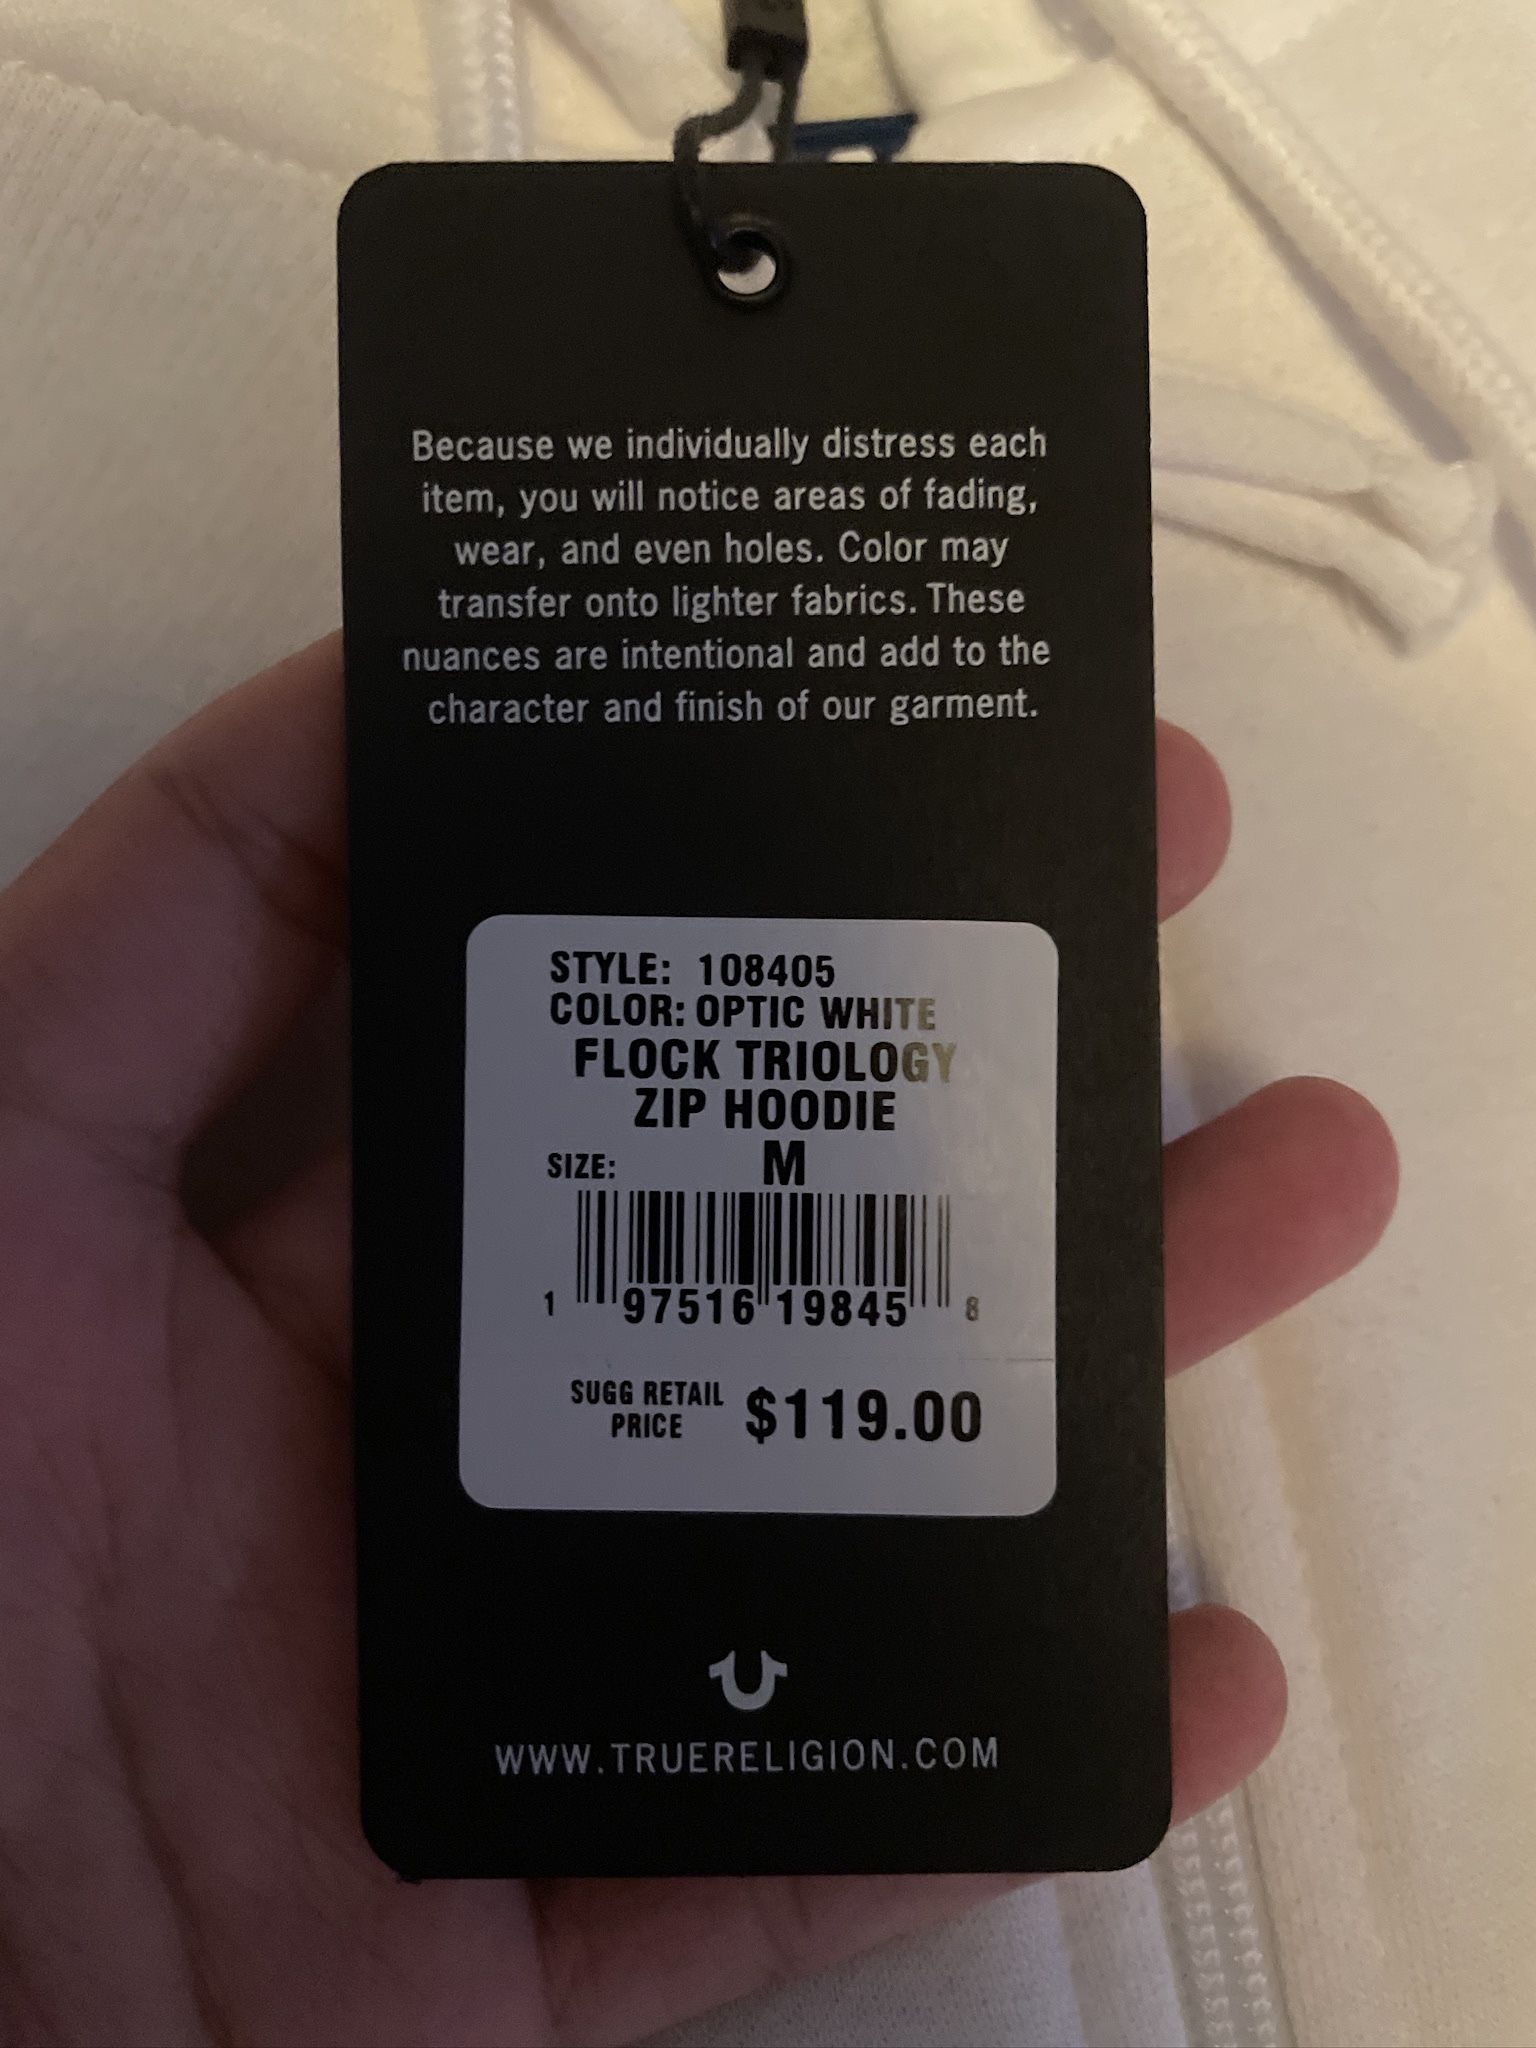 Because we individually distress each
item, you will notice areas of fading,
wear, and even holes. Color may
transfer onto lighter fabrics. These
nuances are intentional and add to the
character and finish of our garment.
STYLE: 108405
COLOR: OPTIC WHITE
FLOCK TRIOLOGY
ZIP HOODIE
SIZE: M
1 97516 19845 8
SUGG RETAIL
PRICE $119.00
WWW.TRUERELIGION.COM